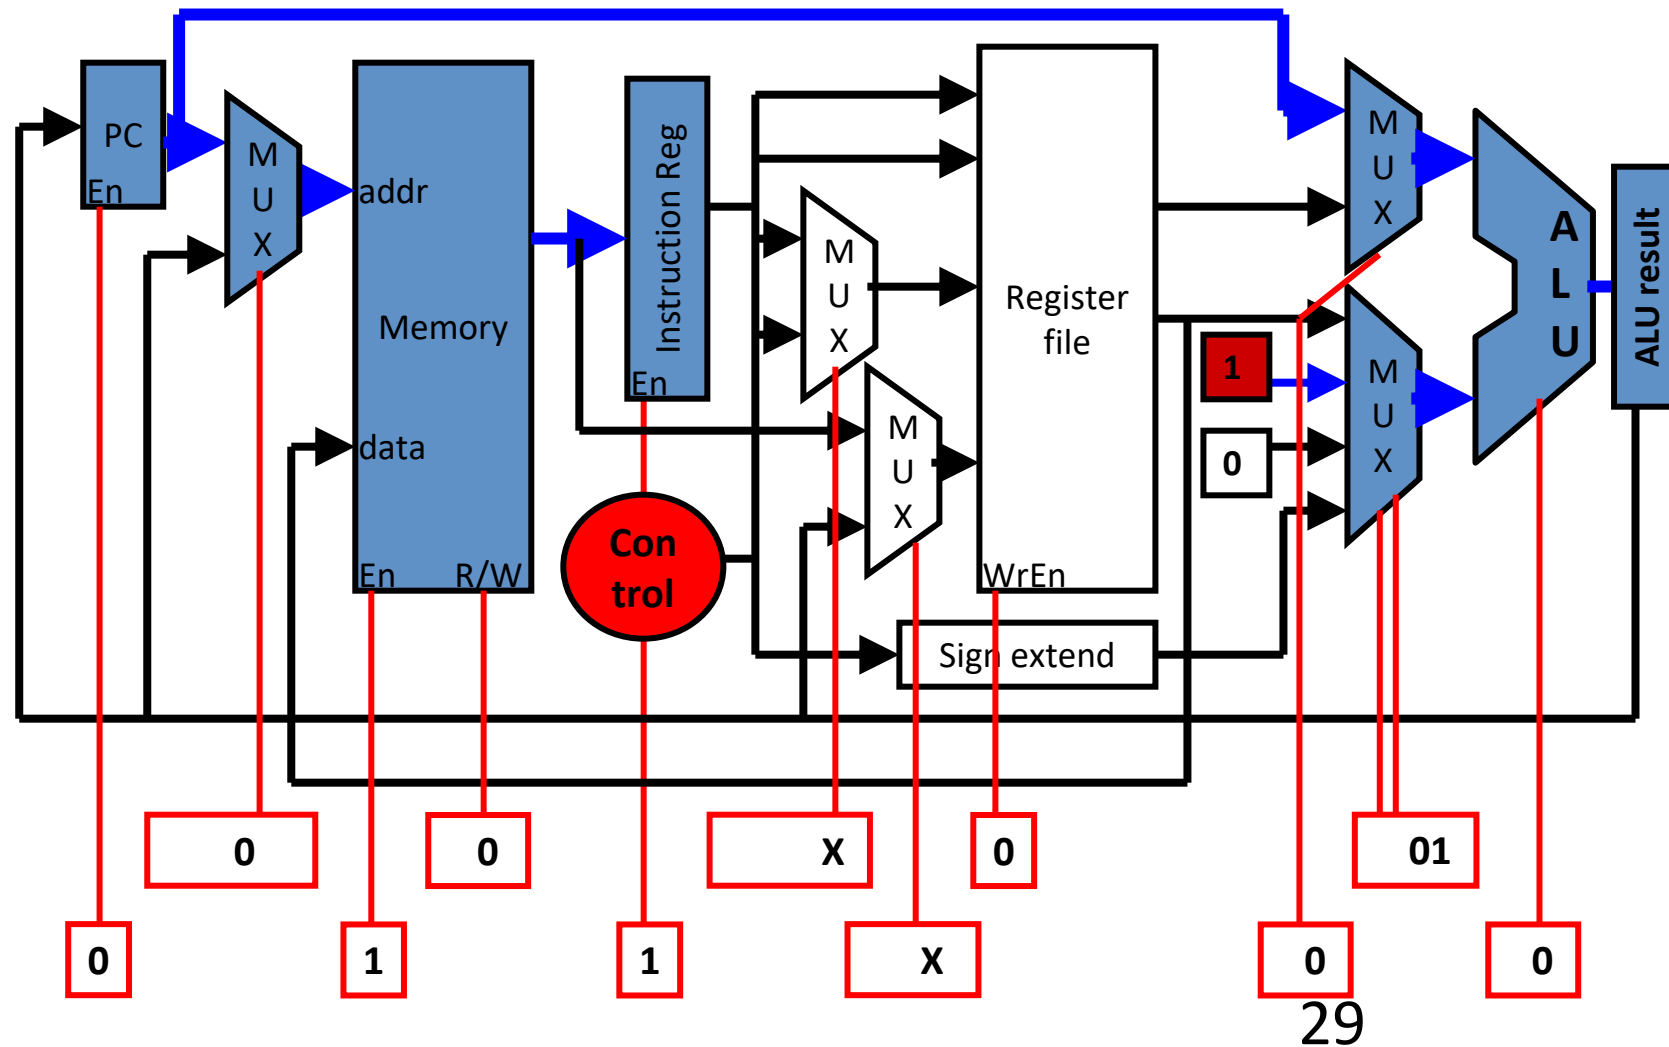 PC
En
M
U
X
addr
Memory
data
En R/W
Instruction Reg
En
Con
trol
M
U
X
M
U
X
Register
file
WrEn
Sign extend
1
0
M
U
X
M
U
X
A
L
U
ALU result
0
0
X
0
01
0
1
1
X
0
0
29